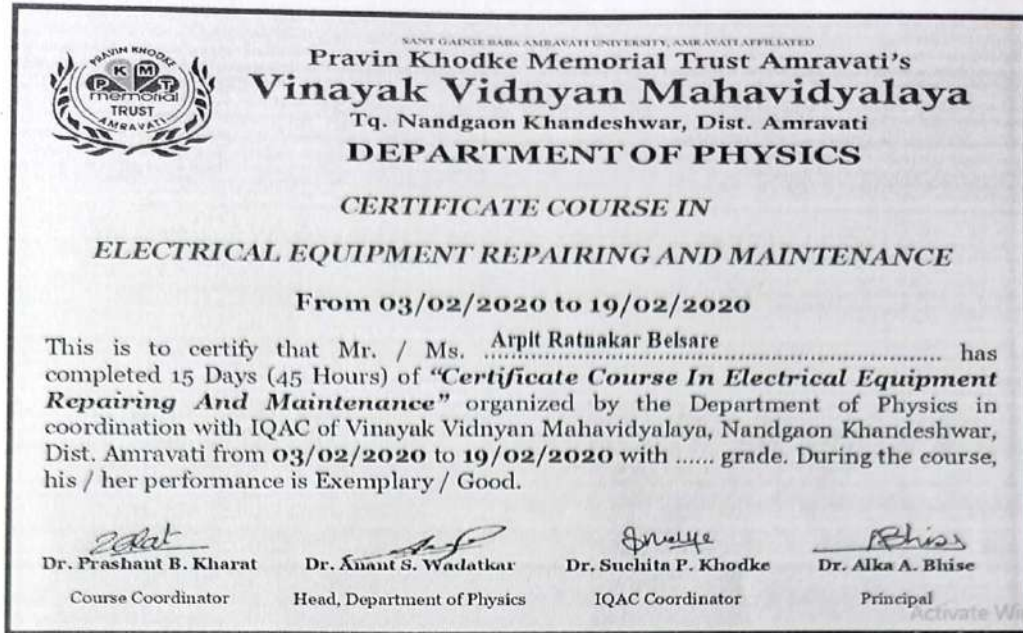 SANT GADGE BABA AMRAVATI UNIVERSITY, AMRAVATI AFFILIATED
Pravin Khodke Memorial Trust Amravati's
Vinayak Vidnyan Mahavidyalaya
Tq. Nandgaon Khandeshwar, Dist. Amravati
DEPARTMENT OF PHYSICS
PRAVIN KHODKE
P K M T
memorial
TRUST
AMRAVATI
CERTIFICATE COURSE IN
ELECTRICAL EQUIPMENT REPAIRING AND MAINTENANCE
From 03/02/2020 to 19/02/2020
This is to certify that Mr. / Ms. Arpit Ratnakar Belsare has
completed 15 Days (45 Hours) of "Certificate Course In Electrical Equipment
Repairing And Maintenance" organized by the Department of Physics in
coordination with IQAC of Vinayak Vidnyan Mahavidyalaya, Nandgaon Khandeshwar,
Dist. Amravati from 03/02/2020 to 19/02/2020 with ...... grade. During the course,
his / her performance is Exemplary / Good.
Dr. Prashant B. Kharat Dr. Anant S. Wadatkar Dr. Suchita P. Khodke Dr. Alka A. Bhise
Course Coordinator Head, Department of Physics IQAC Coordinator Principal
Activate Wi